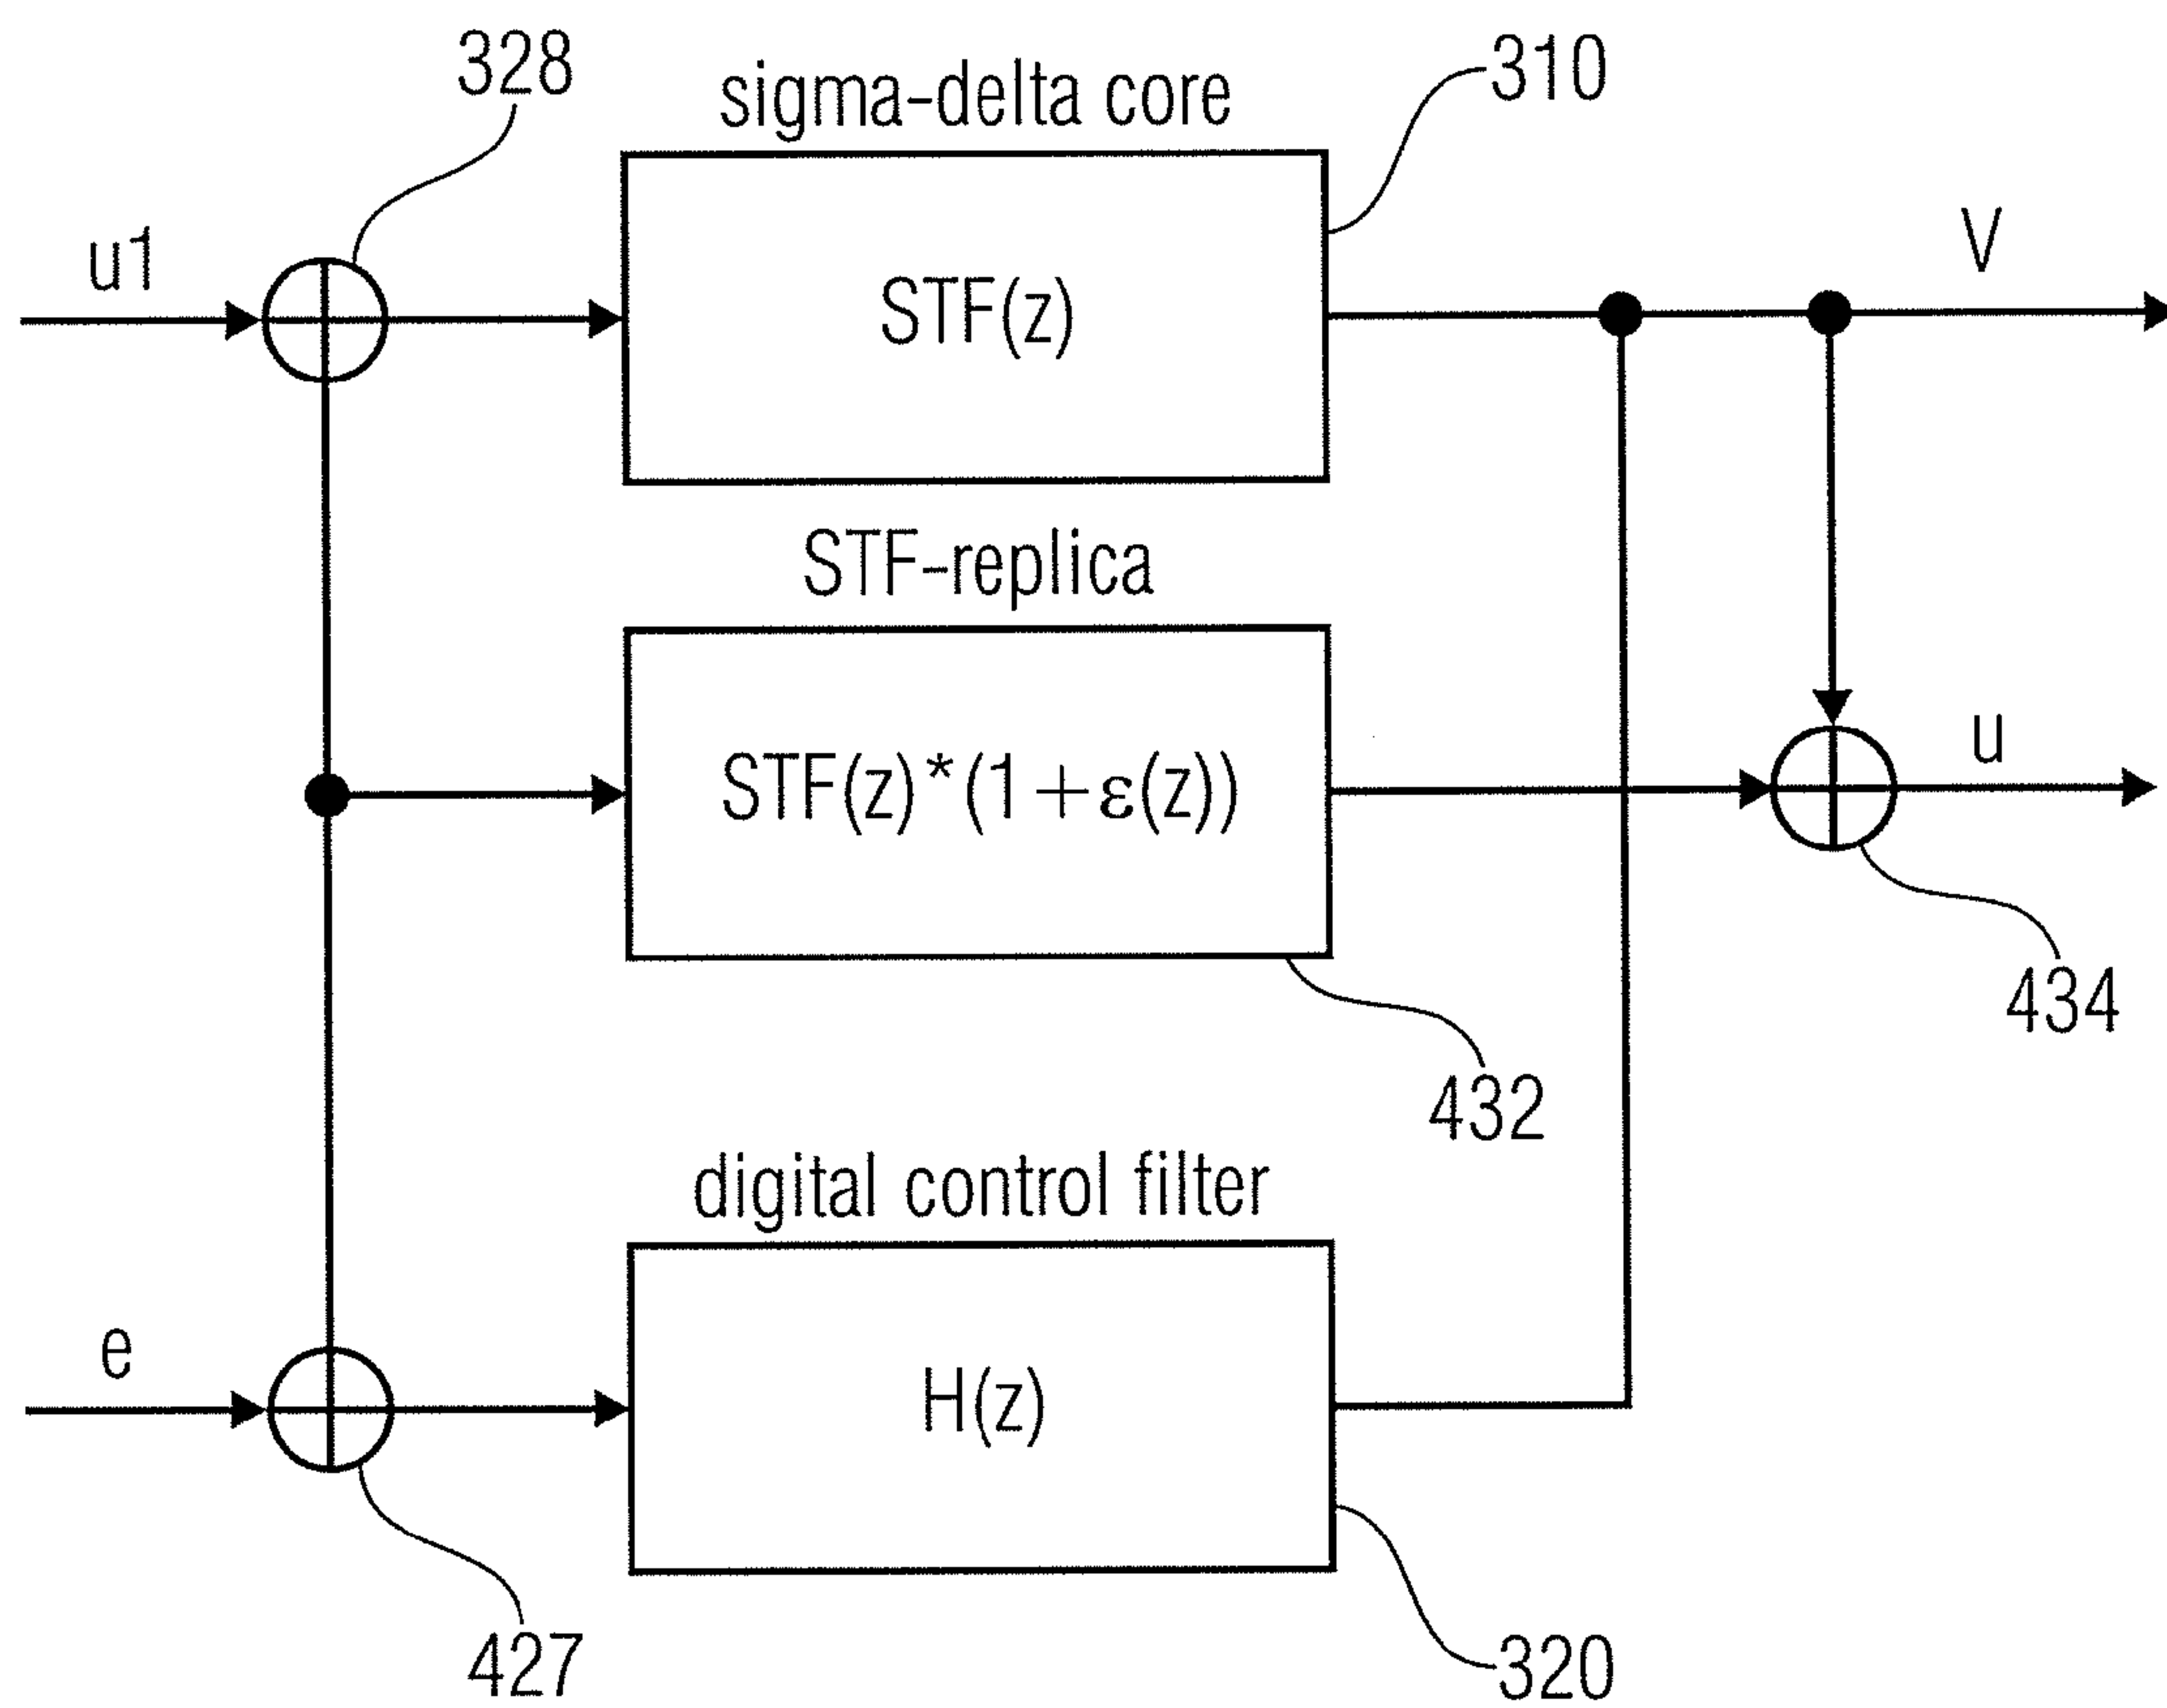 328
sigma-delta core
310
u1
STF(z)
V
STF-replica
STF(z)*(1+ε(z))
u
434
432
digital control filter
e
H(z)
427
320